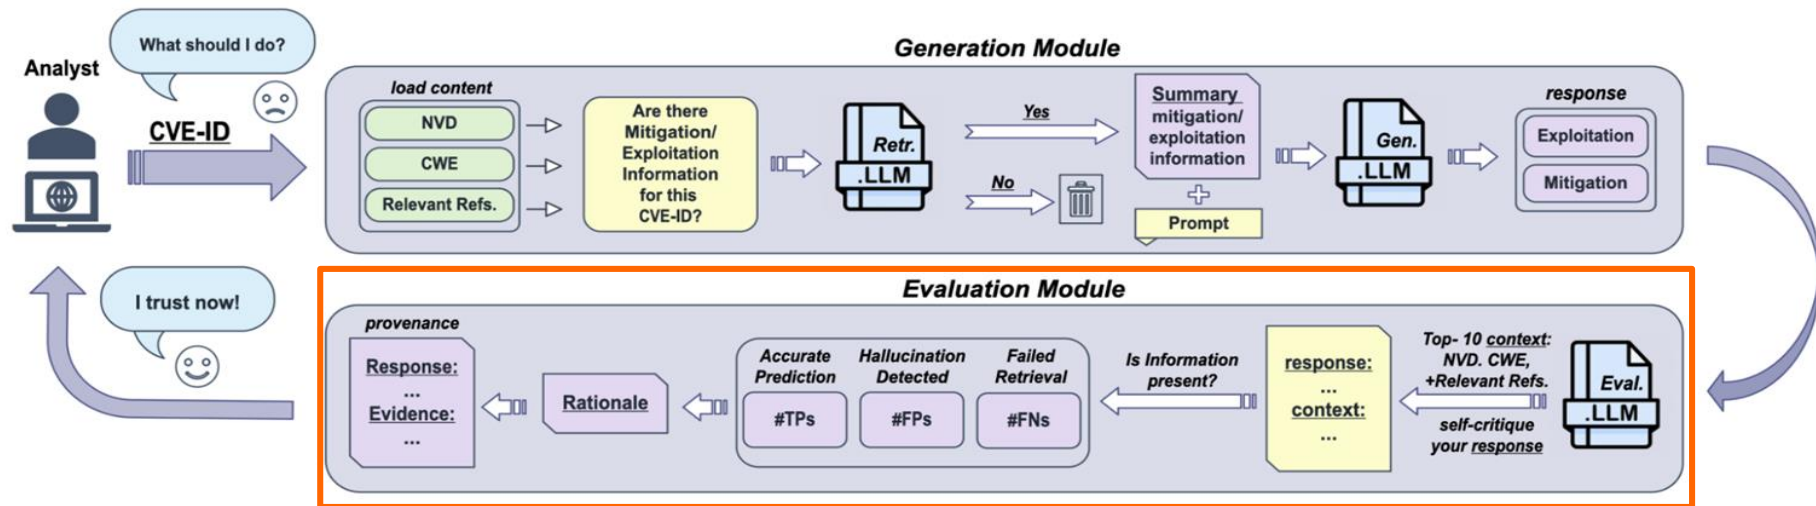 What should I do?
Analyst
CVE-ID
Generation Module
load content
NVD
CWE
Relevant Refs.
Are there
Mitigation/
Exploitation
Information
for this
CVE-ID?
Retr.
.LLM
Yes
No
Summary
mitigation/
exploitation
information
Prompt
Gen.
.LLM
response
Exploitation
Mitigation
I trust now!
Evaluation Module
provenance
Response:
...
Evidence:
...
Rationale
Accurate
Prediction
#TPs
Hallucination
Detected
#FPs
Failed
Retrieval
#FNs
Is Information
present?
response:
...
context:
...
Top- 10 context:
NVD. CWE,
+Relevant Refs.
self-critique
your response
Eval.
.LLM